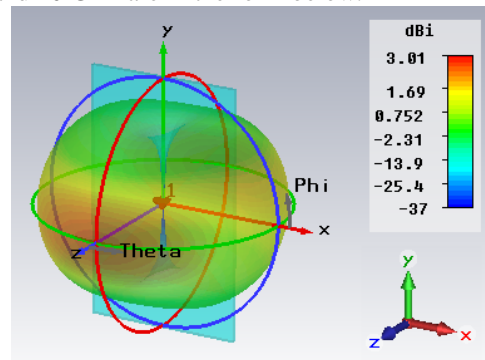 y
1
Phi
x
Theta
z
dBi
3.01
1.69
0.752
-2.31
-13.9
-25.4
-37
y
x
z